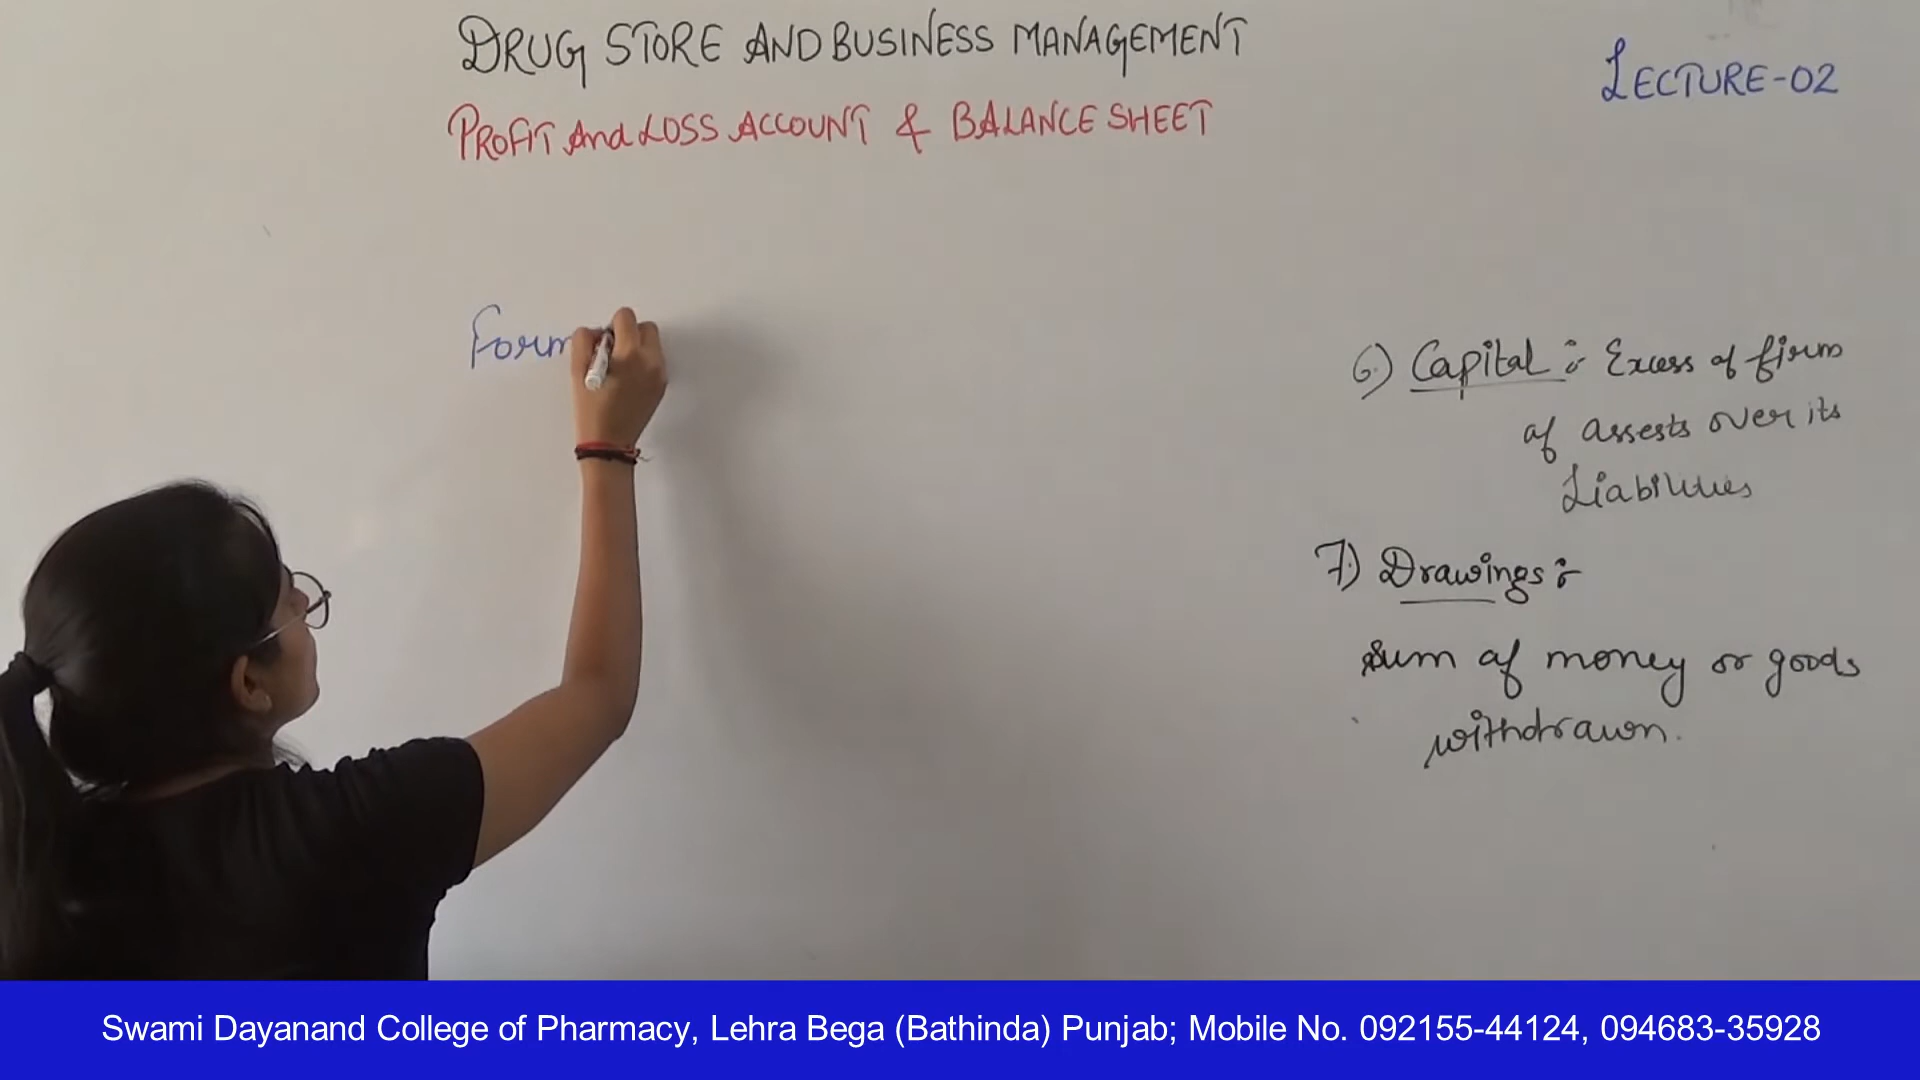 DRUG STORE AND BUSINESS MANAGEMENT
LECTURE-02
PROFIT And LOSS ACCOUNT & BALANCE SHEET
Form
6.) Capital :- Excess of firm
of assests over its
Liabilities
7.) Drawings :-
Sum of money or goods
withdrawn.
Swami Dayanand College of Pharmacy, Lehra Bega (Bathinda) Punjab; Mobile No. 092155-44124, 094683-35928